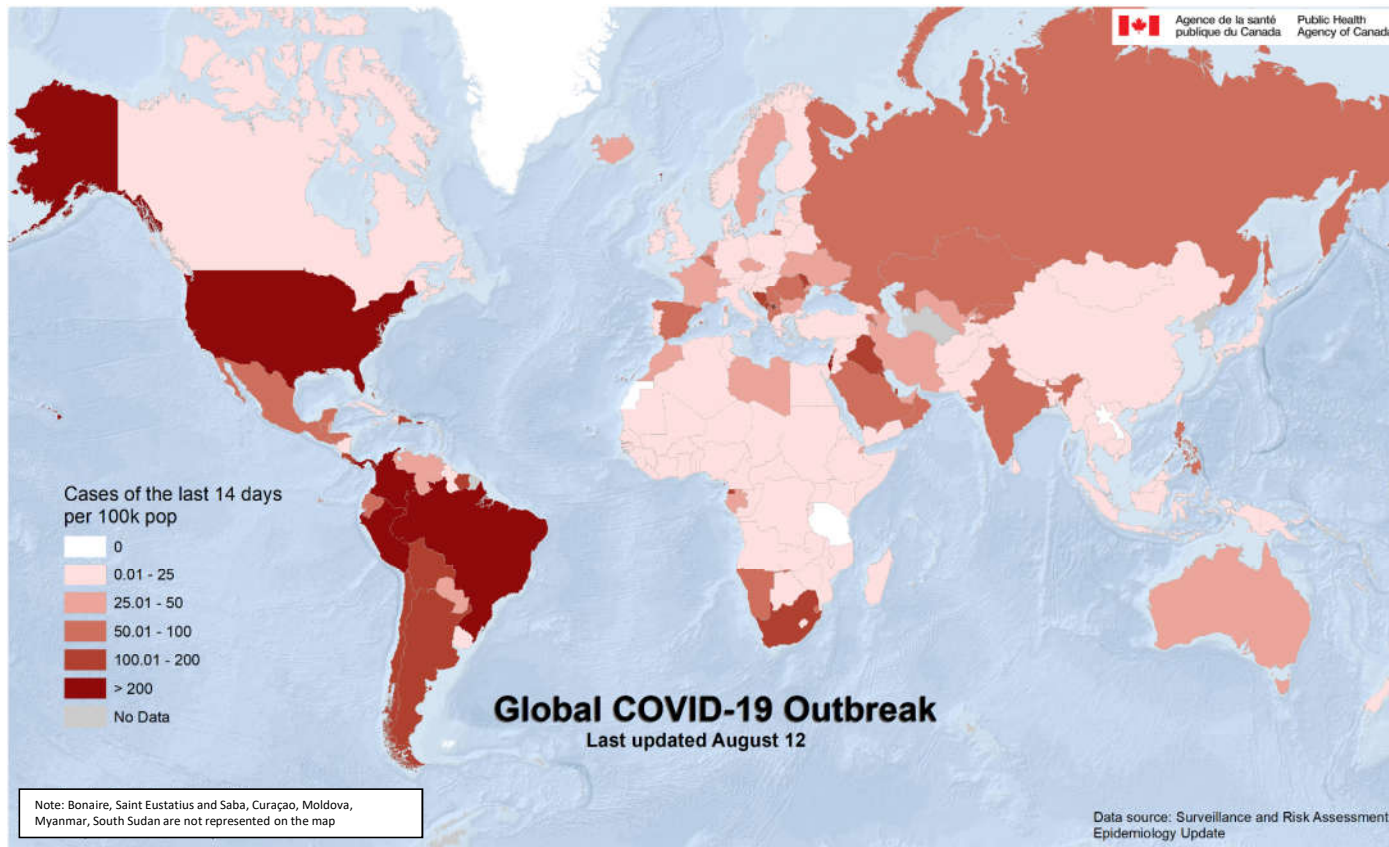 Agence de la santé
publique du Canada
Public Health
Agency of Canada
Cases of the last 14 days
per 100k pop
0
0.01 - 25
25.01 - 50
50.01 - 100
100.01 - 200
> 200
No Data
Global COVID-19 Outbreak
Last updated August 12
Note: Bonaire, Saint Eustatius and Saba, Curaçao, Moldova,
Myanmar, South Sudan are not represented on the map
Data source: Surveillance and Risk Assessment
Epidemiology Update